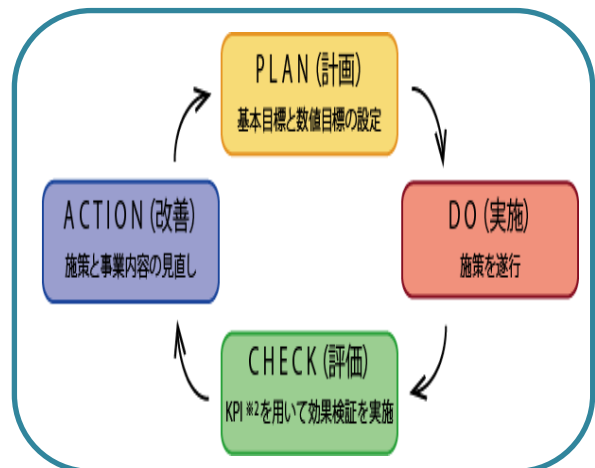 PLAN(計画)
基本目標と数値目標の設定
DO(実施)
施策を遂行
CHECK(評価)
KPI※2を用いて効果検証を実施
ACTION(改善)
施策と事業内容の見直し